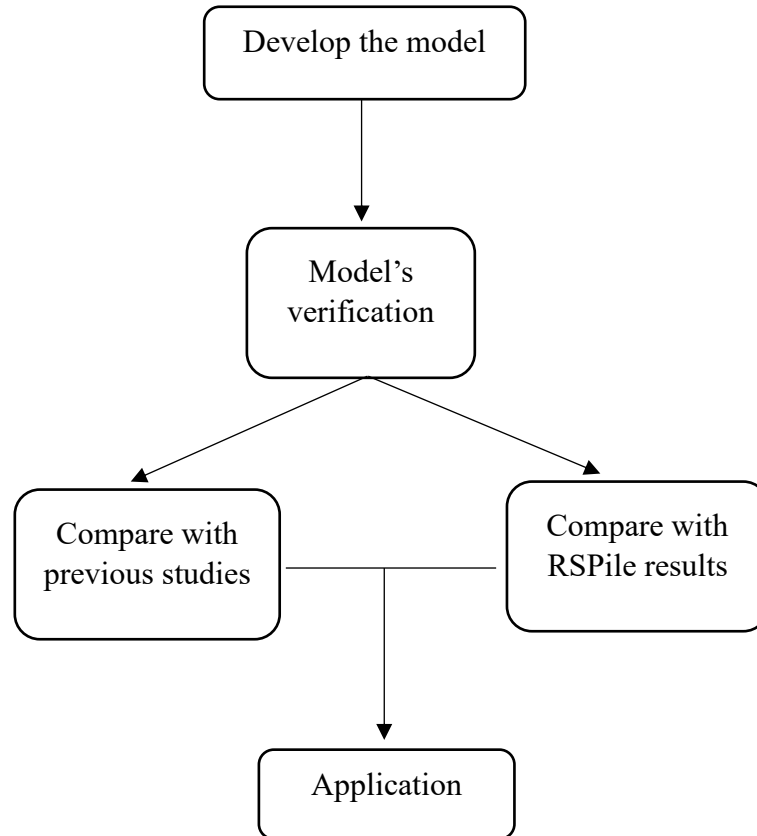 Develop the model
Model’s
verification
Compare with
previous studies
Compare with
RSPile results
Application